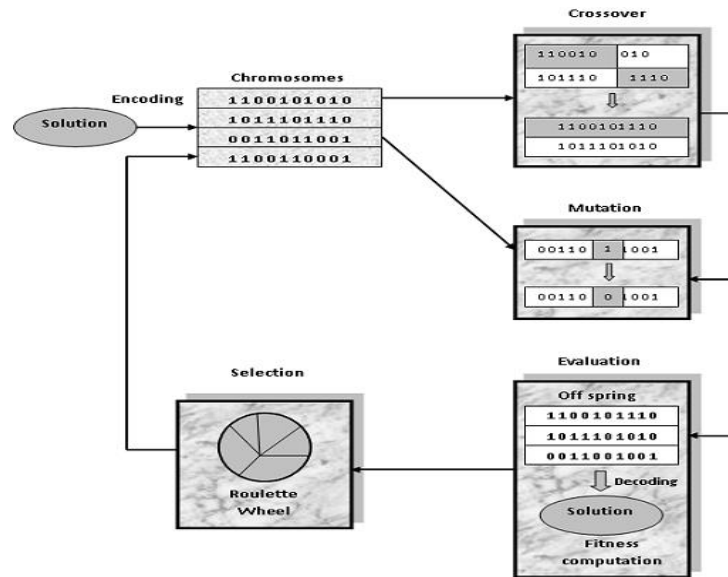 Crossover
110010 010
101110 1110
1100101110
1011101010
Chromosomes
Encoding
Solution
1100101010
1011101110
0011011001
1100110001
Mutation
00110 1 1001
00110 0 1001
Evaluation
Off spring
1100101110
1011101010
0011001001
Decoding
Solution
Fitness
computation
Selection
Roulette
Wheel